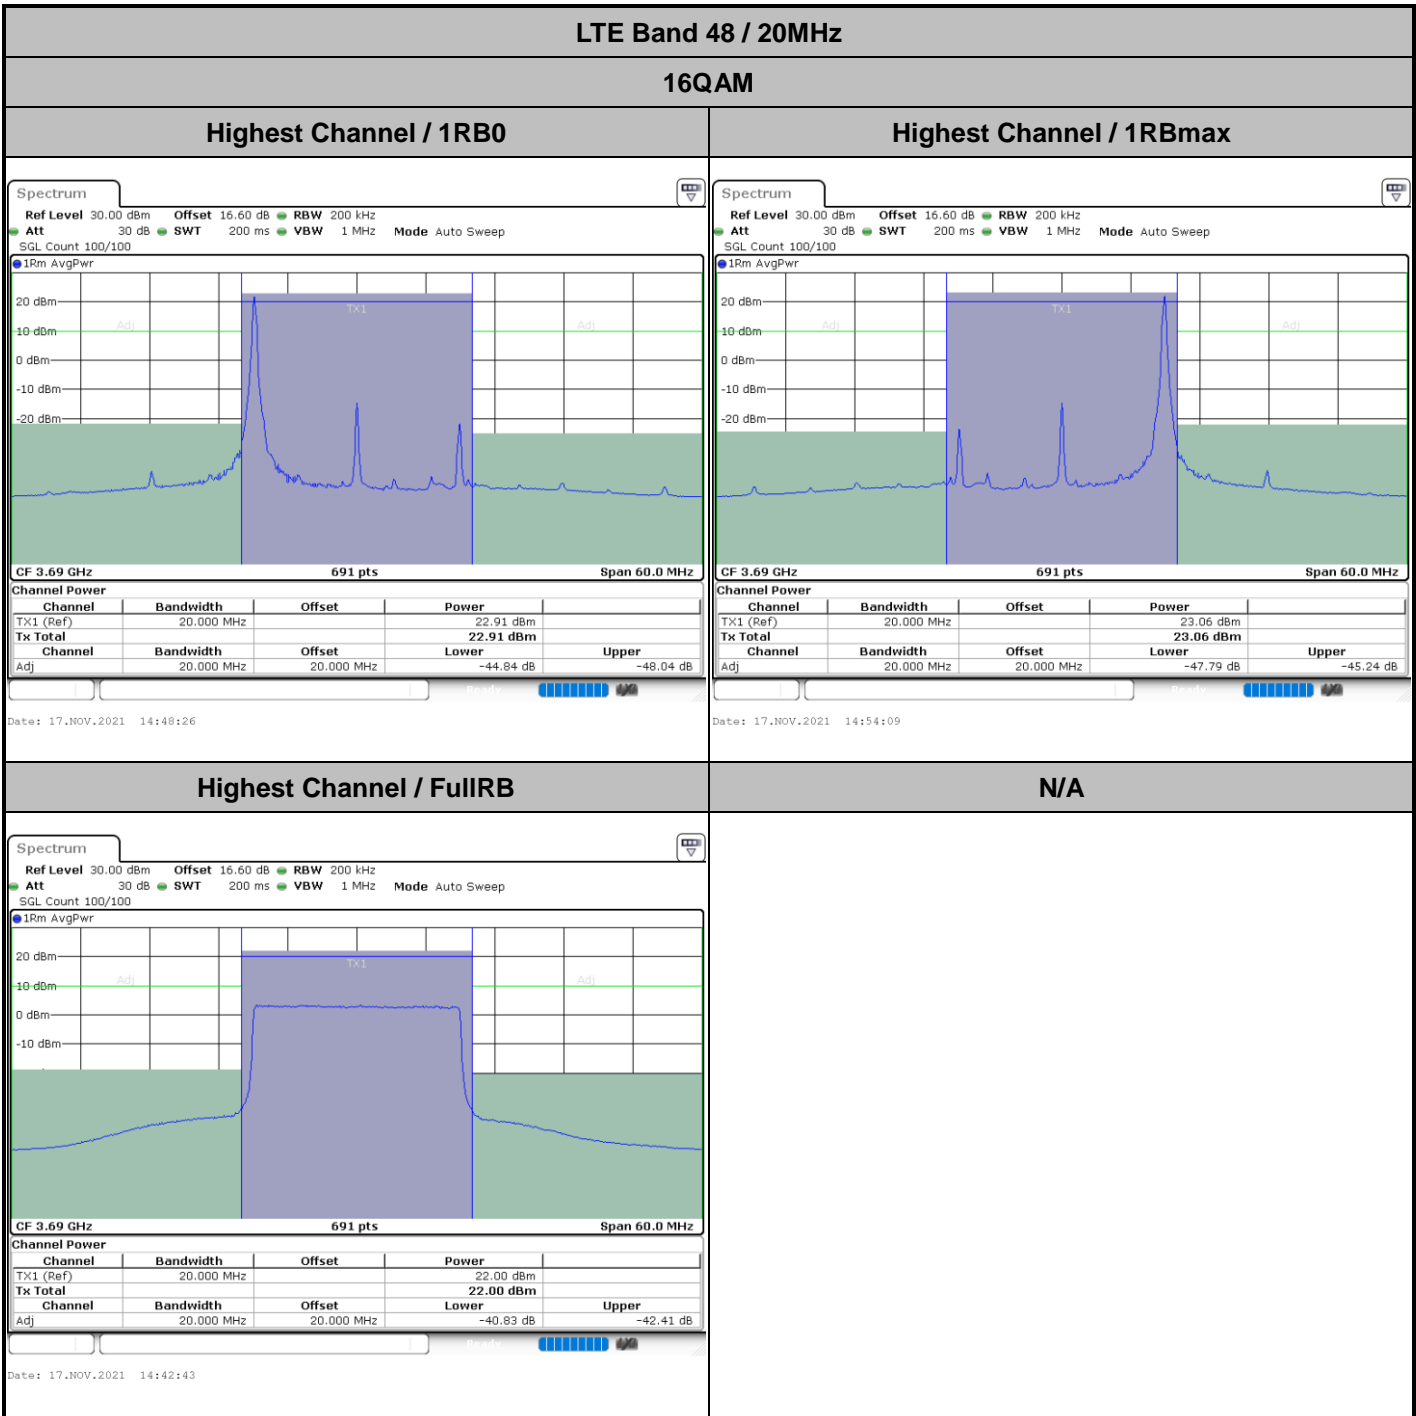 LTE Band 48 / 20MHz
16QAM
Highest Channel / 1RB0
Highest Channel / 1RBmax
Spectrum
Ref Level 30.00 dBm Offset 16.60 dB RBW 200 kHz
Att 30 dB SWT 200 ms VBW 1 MHz Mode Auto Sweep
SGL Count 100/100
1Rm AvgPwr
20 dBm
10 dBm
0 dBm
-10 dBm
-20 dBm
Adj
TX1
Adj
CF 3.69 GHz 691 pts Span 60.0 MHz
Channel Power
Channel Bandwidth Offset Power
TX1 (Ref) 20.000 MHz 22.91 dBm
Tx Total 22.91 dBm
Channel Bandwidth Offset Lower Upper
Adj 20.000 MHz 20.000 MHz -44.84 dB -48.04 dB
Ready
Date: 17.NOV.2021 14:48:26
Spectrum
Ref Level 30.00 dBm Offset 16.60 dB RBW 200 kHz
Att 30 dB SWT 200 ms VBW 1 MHz Mode Auto Sweep
SGL Count 100/100
1Rm AvgPwr
20 dBm
10 dBm
0 dBm
-10 dBm
-20 dBm
Adj
TX1
Adj
CF 3.69 GHz 691 pts Span 60.0 MHz
Channel Power
Channel Bandwidth Offset Power
TX1 (Ref) 20.000 MHz 23.06 dBm
Tx Total 23.06 dBm
Channel Bandwidth Offset Lower Upper
Adj 20.000 MHz 20.000 MHz -47.79 dB -45.24 dB
Ready
Date: 17.NOV.2021 14:54:09
Highest Channel / FullRB
N/A
Spectrum
Ref Level 30.00 dBm Offset 16.60 dB RBW 200 kHz
Att 30 dB SWT 200 ms VBW 1 MHz Mode Auto Sweep
SGL Count 100/100
1Rm AvgPwr
20 dBm
10 dBm
0 dBm
-10 dBm
Adj
TX1
Adj
CF 3.69 GHz 691 pts Span 60.0 MHz
Channel Power
Channel Bandwidth Offset Power
TX1 (Ref) 20.000 MHz 22.00 dBm
Tx Total 22.00 dBm
Channel Bandwidth Offset Lower Upper
Adj 20.000 MHz 20.000 MHz -40.83 dB -42.41 dB
Ready
Date: 17.NOV.2021 14:42:43